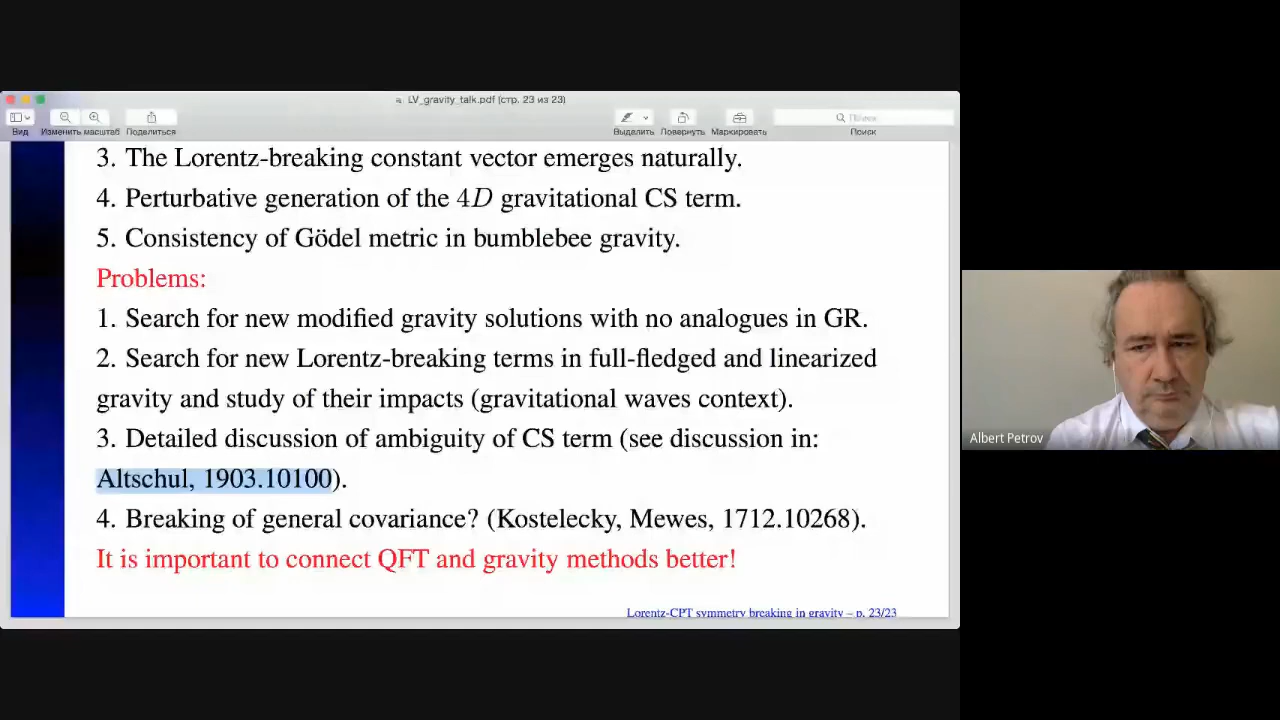 LV_gravity_talk.pdf (стр. 23 из 23)
Вид
Изменить масштаб
Поделиться
Выделить
Повернуть
Маркировать
Поиск
Поиск
3. The Lorentz-breaking constant vector emerges naturally.
4. Perturbative generation of the 4D gravitational CS term.
5. Consistency of Gödel metric in bumblebee gravity.
Problems:
1. Search for new modified gravity solutions with no analogues in GR.
2. Search for new Lorentz-breaking terms in full-fledged and linearized
gravity and study of their impacts (gravitational waves context).
3. Detailed discussion of ambiguity of CS term (see discussion in:
Altschul, 1903.10100).
4. Breaking of general covariance? (Kostelecky, Mewes, 1712.10268).
It is important to connect QFT and gravity methods better!
Lorentz-CPT symmetry breaking in gravity – p. 23/23
Albert Petrov